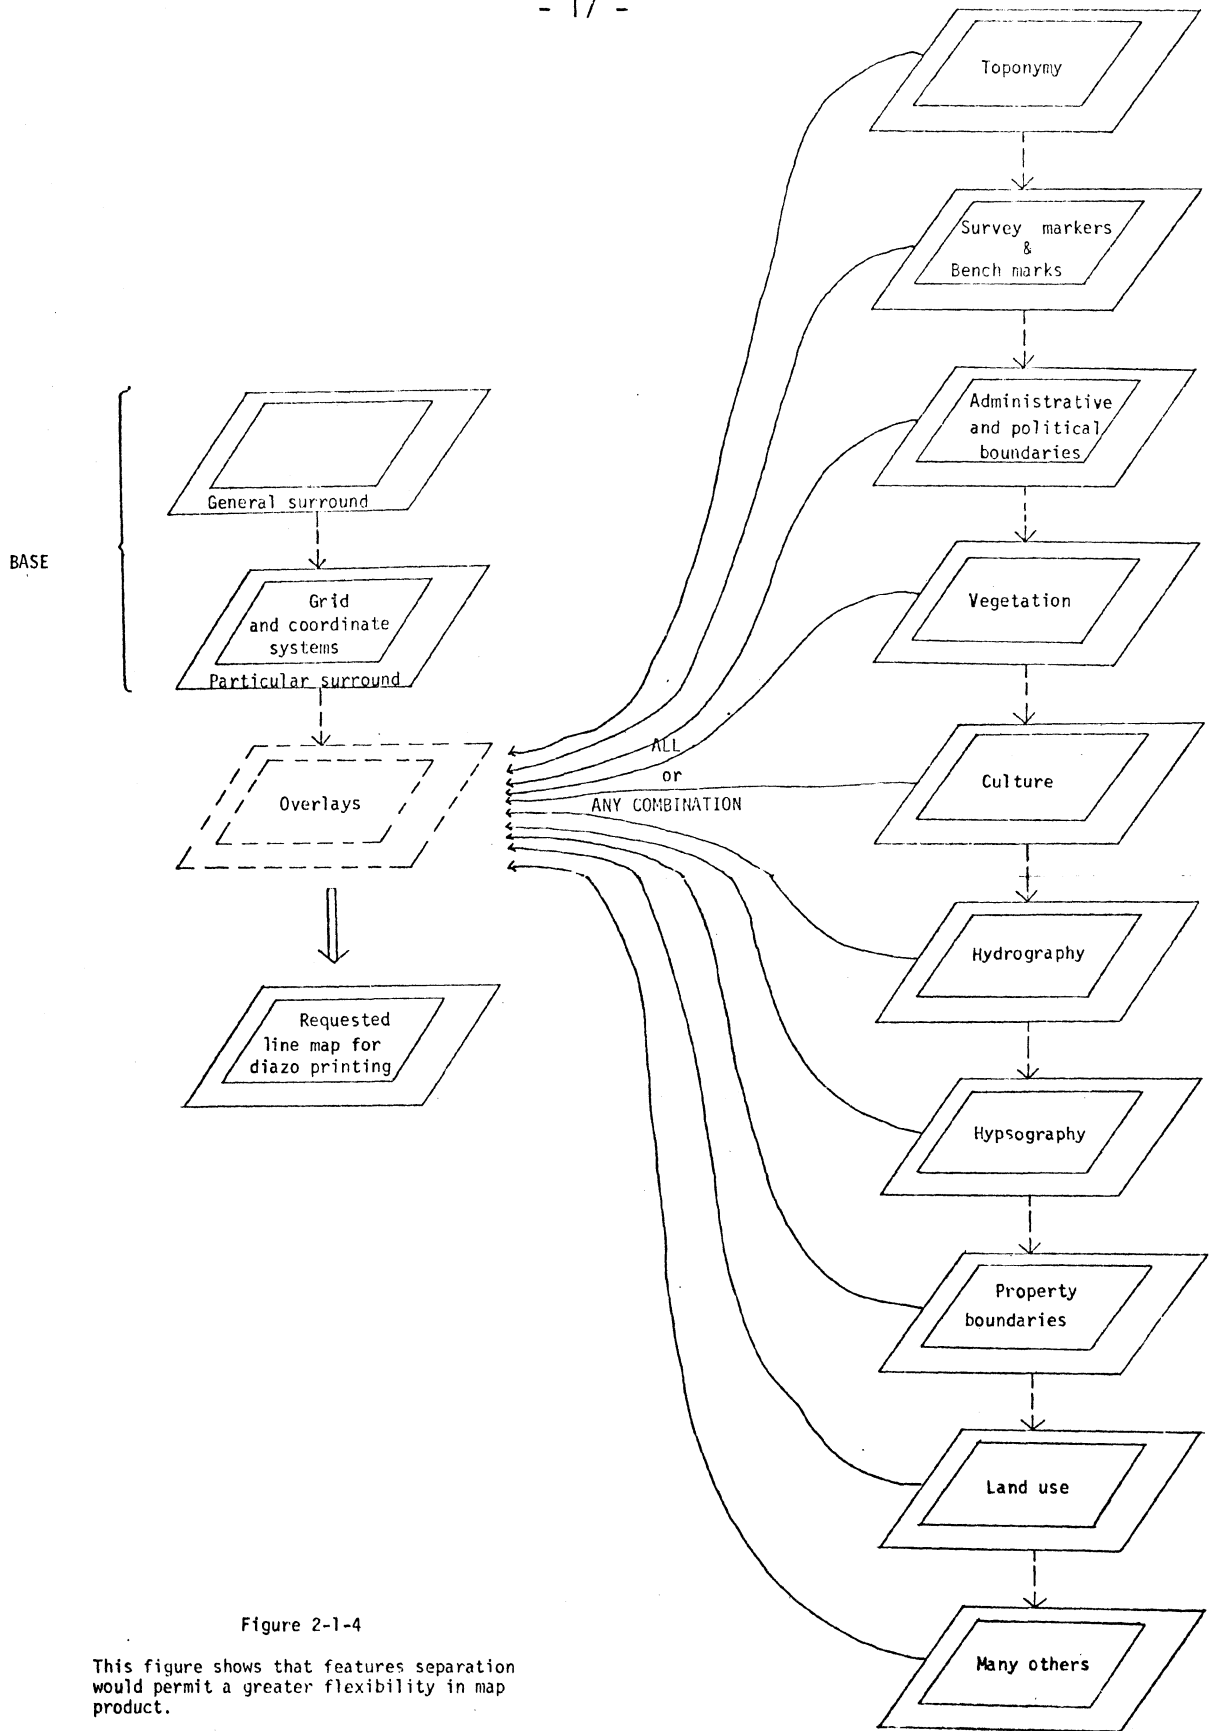 - 17 -
Toponymy
Survey markers
&
Bench marks
Administrative
and political
boundaries
General surround
BASE
Grid
and coordinate
systems
Particular surround
Vegetation
ALL
or
ANY COMBINATION
Culture
Overlays
Hydrography
Requested
line map for
diazo printing
Hypsography
Property
boundaries
Land use
Many others
Figure 2-1-4
This figure shows that features separation
would permit a greater flexibility in map
product.